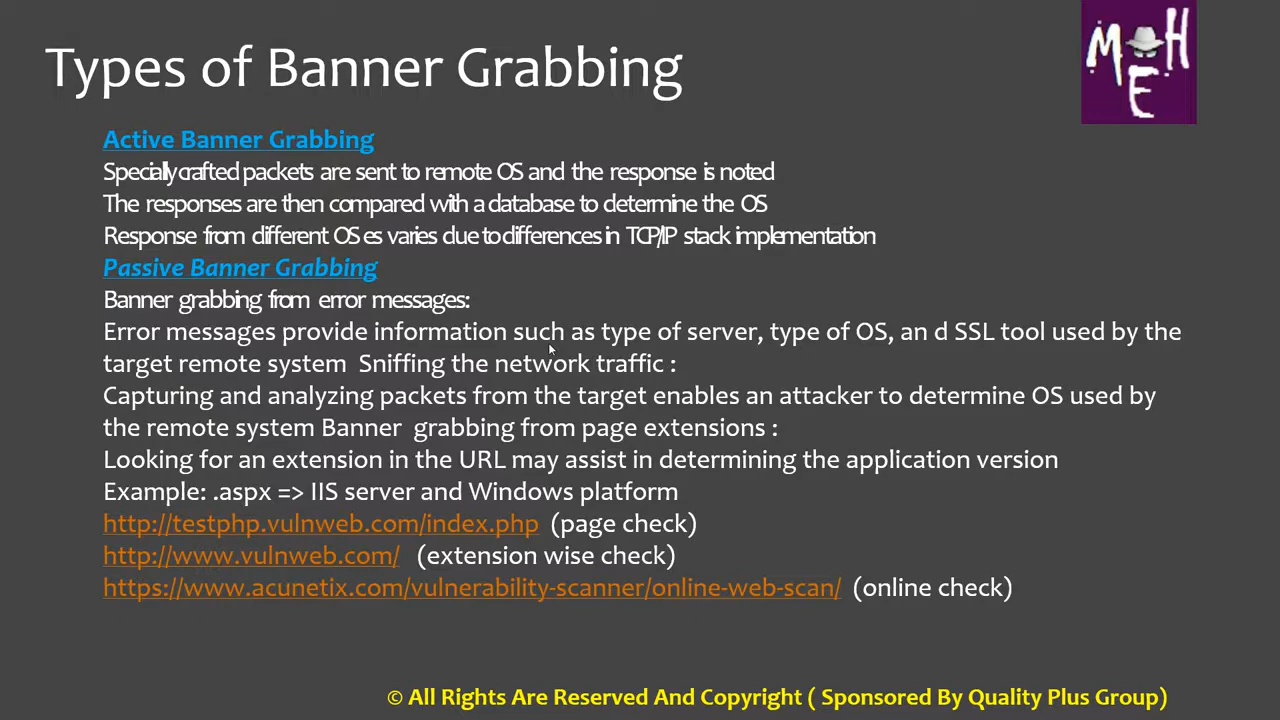 Types of Banner Grabbing
M H
E
Active Banner Grabbing
Specially crafted packets are sent to remote OS and the response is noted
The responses are then compared with a database to determine the OS
Response from different OS es varies due to differences in TCP/IP stack implementation
Passive Banner Grabbing
Banner grabbing from error messages:
Error messages provide information such as type of server, type of OS, an d SSL tool used by the
target remote system Sniffing the network traffic :
Capturing and analyzing packets from the target enables an attacker to determine OS used by
the remote system Banner grabbing from page extensions :
Looking for an extension in the URL may assist in determining the application version
Example: .aspx => IIS server and Windows platform
http://testphp.vulnweb.com/index.php (page check)
http://www.vulnweb.com/ (extension wise check)
https://www.acunetix.com/vulnerability-scanner/online-web-scan/ (online check)
© All Rights Are Reserved And Copyright ( Sponsored By Quality Plus Group)